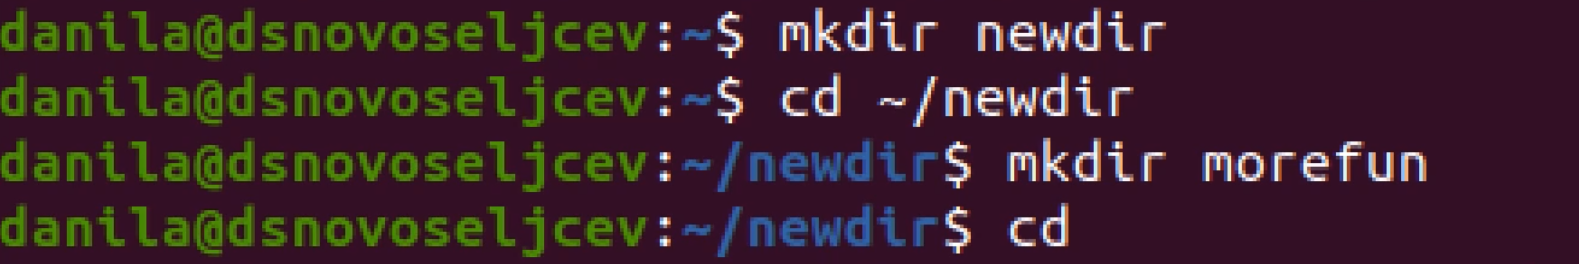 danila@dsnovoseljcev:~$ mkdir newdir
danila@dsnovoseljcev:~$ cd ~/newdir
danila@dsnovoseljcev:~/newdir$ mkdir morefun
danila@dsnovoseljcev:~/newdir$ cd